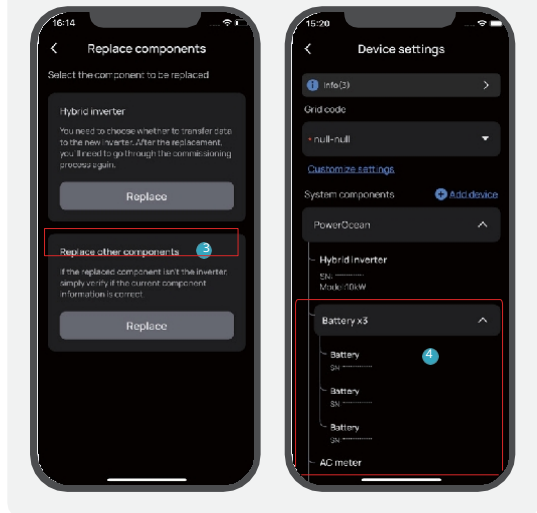 16:14
Replace components
Select the component to be replaced
Hybrid inverter
You need to choose whether to transfer data
to the new inverter. After the replacement,
you'll need to go through the commissioning
process again.
Replace
Replace other components
3
If the replaced component isn't the inverter,
simply verify if the current component
information is correct
Replace
15:20
Device settings
Info(3)
Grid code
null-null
Customize settings
System components
Add device
PowerOcean
Hybrid inverter
SN:
Model:10kW
Battery x3
Battery
4
SN
Battery
SN
Battery
SN
AC meter